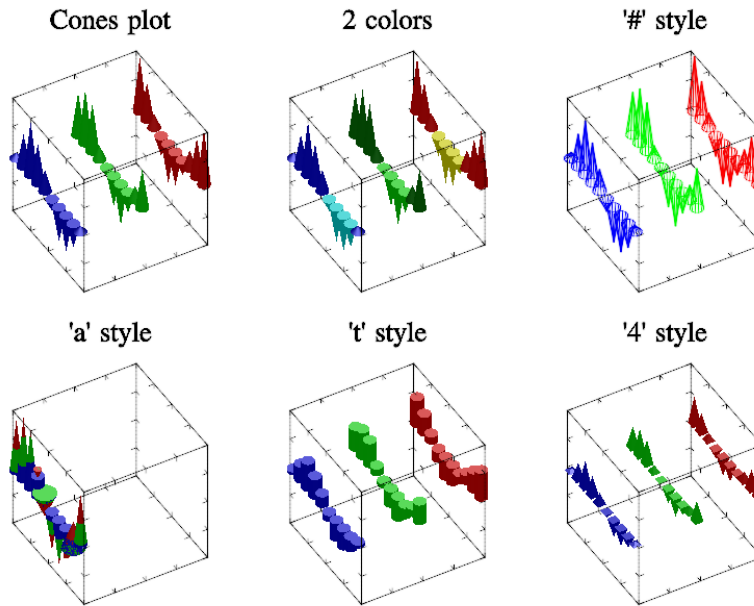 Cones plot
2 colors
'#' style
'a' style
't' style
'4' style